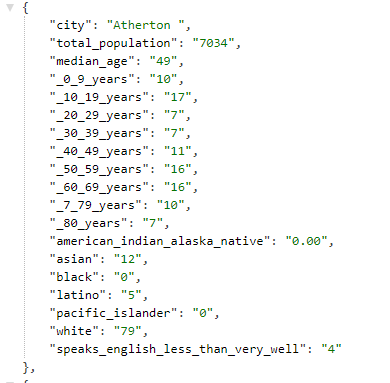 {
"city": "Atherton ",
"total_population": "7034",
"median_age": "49",
"_0_9_years": "10",
"_10_19_years": "17",
"_20_29_years": "7",
"_30_39_years": "7",
"_40_49_years": "11",
"_50_59_years": "16",
"_60_69_years": "16",
"_7_79_years": "10",
"_80_years": "7",
"american_indian_alaska_native": "0.00",
"asian": "12",
"black": "0",
"latino": "5",
"pacific_islander": "0",
"white": "79",
"speaks_english_less_than_very_well": "4"
},